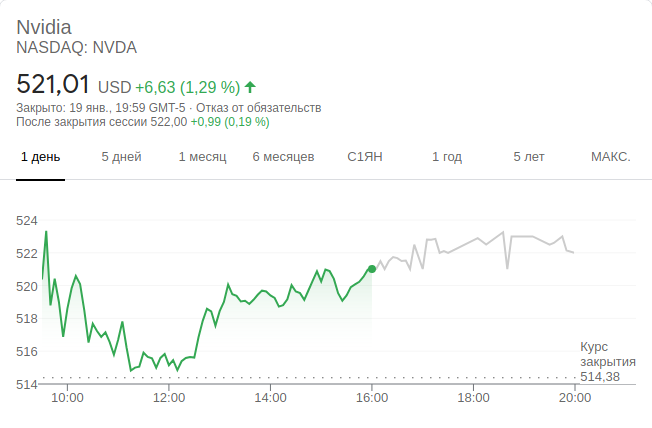 Nvidia
NASDAQ: NVDA
521,01 USD +6,63 (1,29 %)
Закрыто: 19 янв., 19:59 GMT-5 · Отказ от обязательств
После закрытия сессии 522,00 +0,99 (0,19 %)
1 день 5 дней 1 месяц 6 месяцев С1ЯН 1 год 5 лет МАКС.
524
522
520
518
516
514
Курс
закрытия
514,38
10:00 12:00 14:00 16:00 18:00 20:00